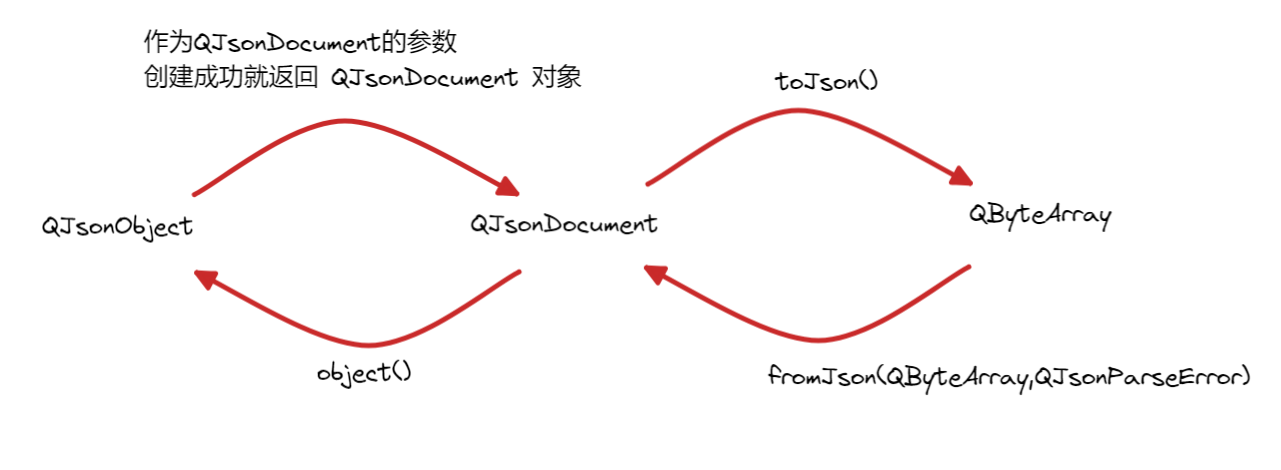 作为QJsonDocument的参数
创建成功就返回 QJsonDocument 对象
toJson()
QJsonObject
QJsonDocument
QByteArray
object()
fromJson(QByteArray,QJsonParseError)